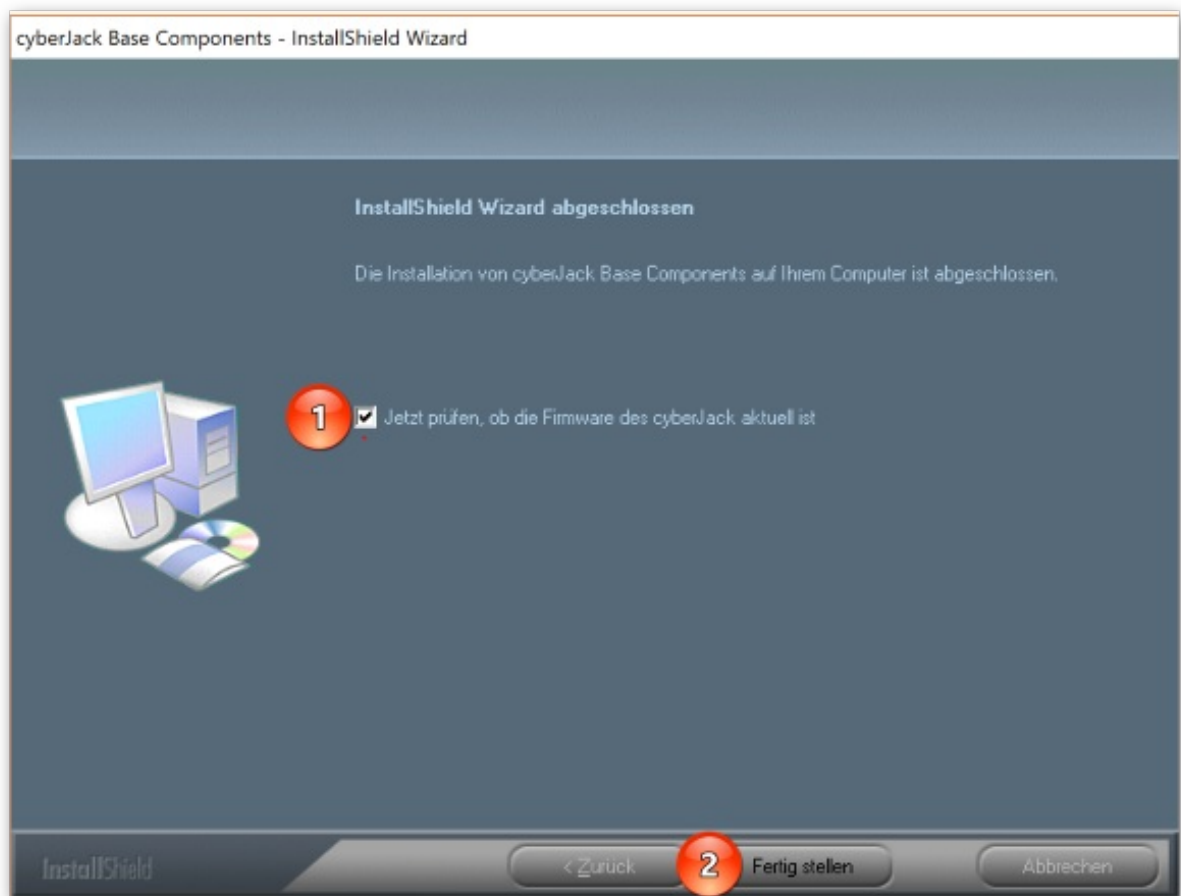 cyberJack Base Components - InstallShield Wizard
InstallShield Wizard abgeschlossen
Die Installation von cyberJack Base Components auf Ihrem Computer ist abgeschlossen.
1 Jetzt prüfen, ob die Firmware des cyberJack aktuell ist
InstallShield < Zurück 2 Fertig stellen Abbrechen